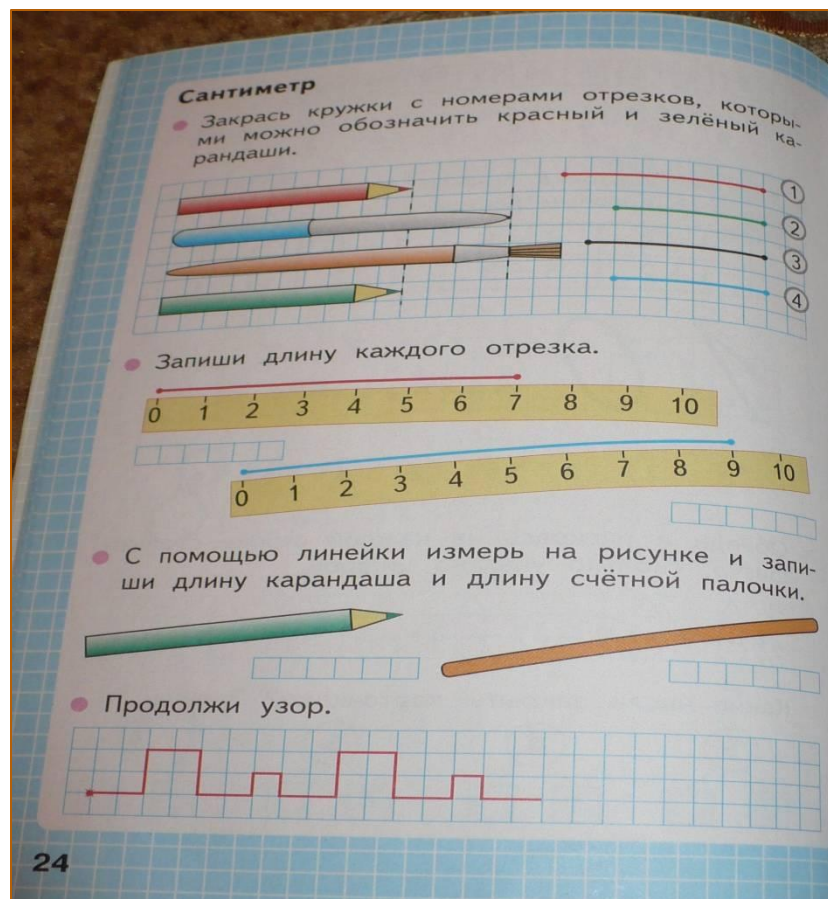 Сантиметр
Закрась кружки с номерами отрезков, которы-
ми можно обозначить красный и зелёный ка-
рандаши.
1
2
3
4
Запиши длину каждого отрезка.
0 1 2 3 4 5 6 7 8 9 10
0 1 2 3 4 5 6 7 8 9 10
С помощью линейки измерь на рисунке и запи-
ши длину карандаша и длину счётной палочки.
Продолжи узор.
24